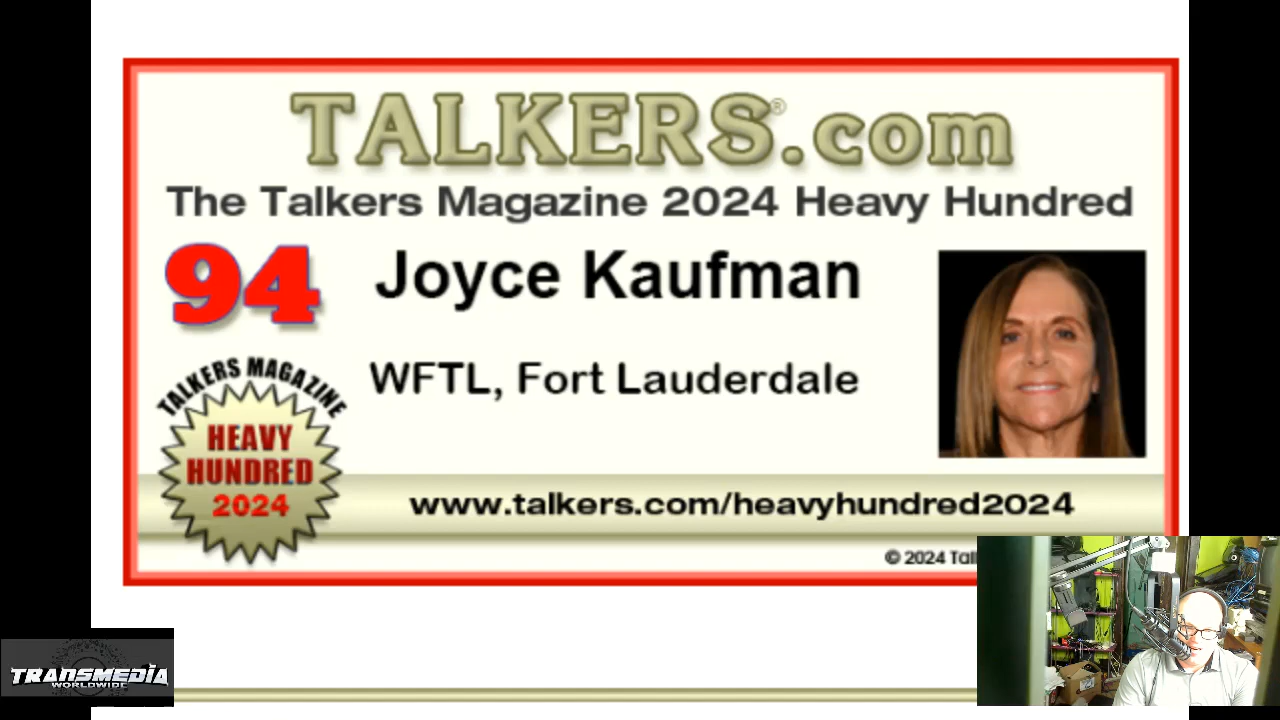 TALKERS®.com
The Talkers Magazine 2024 Heavy Hundred
94
Joyce Kaufman
WFTL, Fort Lauderdale
TALKERS MAGAZINE
HEAVY
HUNDRED
2024
www.talkers.com/heavyhundred2024
© 2024
TRANSMEDIA
WORLDWIDE